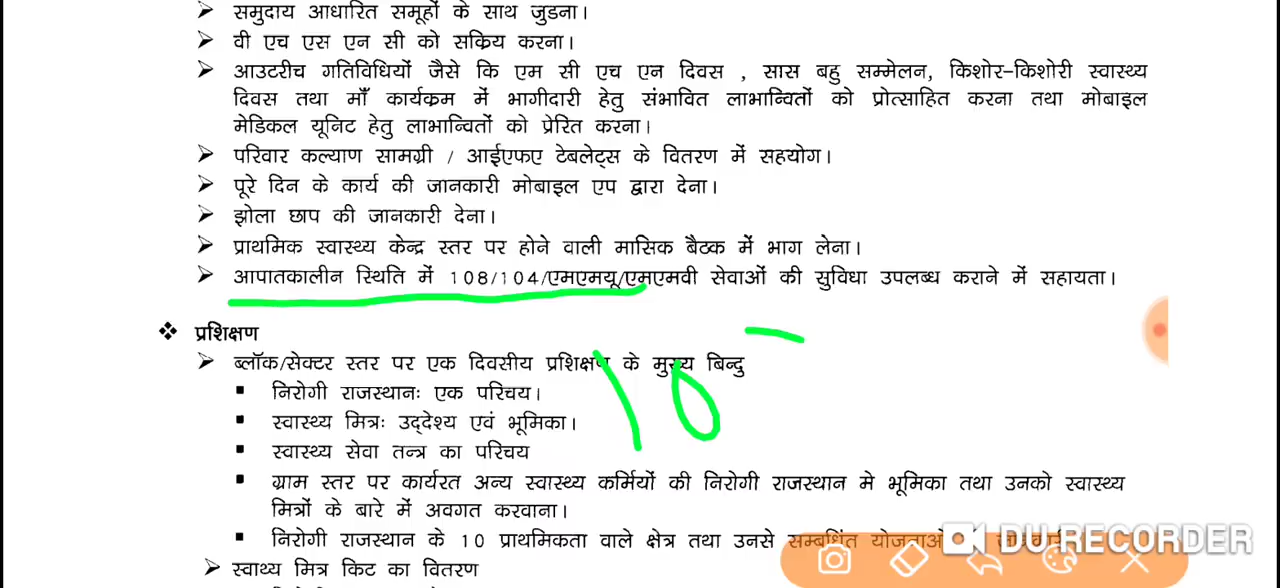 ➢ समुदाय आधारित समूहों के साथ जुडना।
➢ वी एच एस एन सी को सक्रिय करना।
➢ आउटरीच गतिविधियों जैसे कि एम सी एच एन दिवस , सास बहु सम्मेलन, किशोर-किशोरी स्वास्थ्य
दिवस तथा माँ कार्यक्रम में भागीदारी हेतु संभावित लाभान्वितों को प्रोत्साहित करना तथा मोबाइल
मेडिकल यूनिट हेतु लाभान्वितों को प्रेरित करना।
➢ परिवार कल्याण सामग्री / आईएफए टेबलेट्स के वितरण में सहयोग।
➢ पूरे दिन के कार्य की जानकारी मोबाइल एप द्वारा देना।
➢ झोला छाप की जानकारी देना।
➢ प्राथमिक स्वास्थ्य केन्द्र स्तर पर होने वाली मासिक बैठक में भाग लेना।
➢ आपातकालीन स्थिति में 108/104/एमएमयू/एमएमवी सेवाओं की सुविधा उपलब्ध कराने में सहायता।
❖ प्रशिक्षण
➢ ब्लॉक/सेक्टर स्तर पर एक दिवसीय प्रशिक्षण के मुख्य बिन्दु
▪ निरोगी राजस्थानः एक परिचय।
10
▪ स्वास्थ्य मित्रः उद्देश्य एवं भूमिका।
▪ स्वास्थ्य सेवा तन्त्र का परिचय
▪ ग्राम स्तर पर कार्यरत अन्य स्वास्थ्य कर्मियों की निरोगी राजस्थान मे भूमिका तथा उनको स्वास्थ्य
मित्रों के बारे में अवगत करवाना।
▪ निरोगी राजस्थान के 10 प्राथमिकता वाले क्षेत्र तथा उनसे सम्बधिंत
DU RECORDER
➢ स्वाथ्य मित्र किट का वितरण